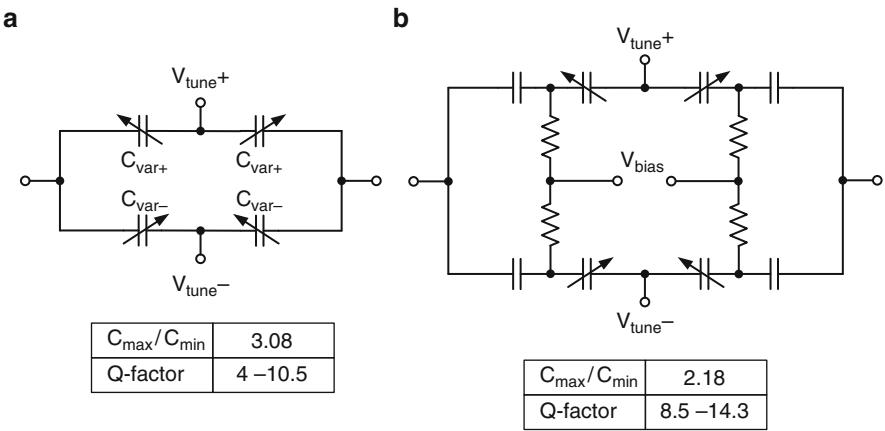 a
V_tune+
C_var+ C_var+
C_var– C_var–
V_tune–
C_max/C_min 3.08
Q-factor 4 –10.5
b
V_tune+
V_bias
V_tune–
C_max/C_min 2.18
Q-factor 8.5 –14.3